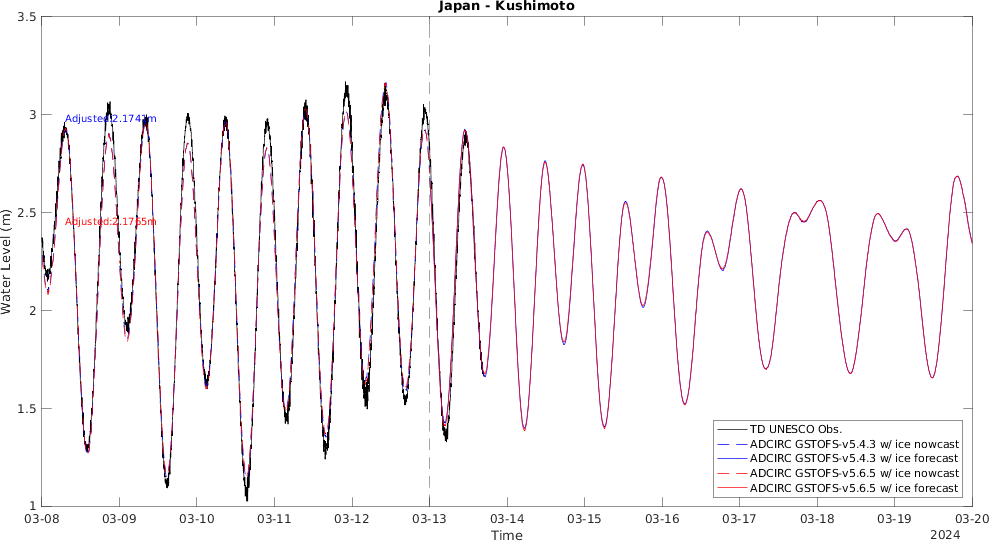 Japan - Kushimoto
3.5
3
2.5
2
1.5
1
Water Level (m)
Adjusted:2.1742m
Adjusted:2.1765m
TD UNESCO Obs.
ADCIRC GSTOFS-v5.4.3 w/ ice nowcast
ADCIRC GSTOFS-v5.4.3 w/ ice forecast
ADCIRC GSTOFS-v5.6.5 w/ ice nowcast
ADCIRC GSTOFS-v5.6.5 w/ ice forecast
03-08 03-09 03-10 03-11 03-12 03-13 03-14 03-15 03-16 03-17 03-18 03-19 03-20
Time
2024